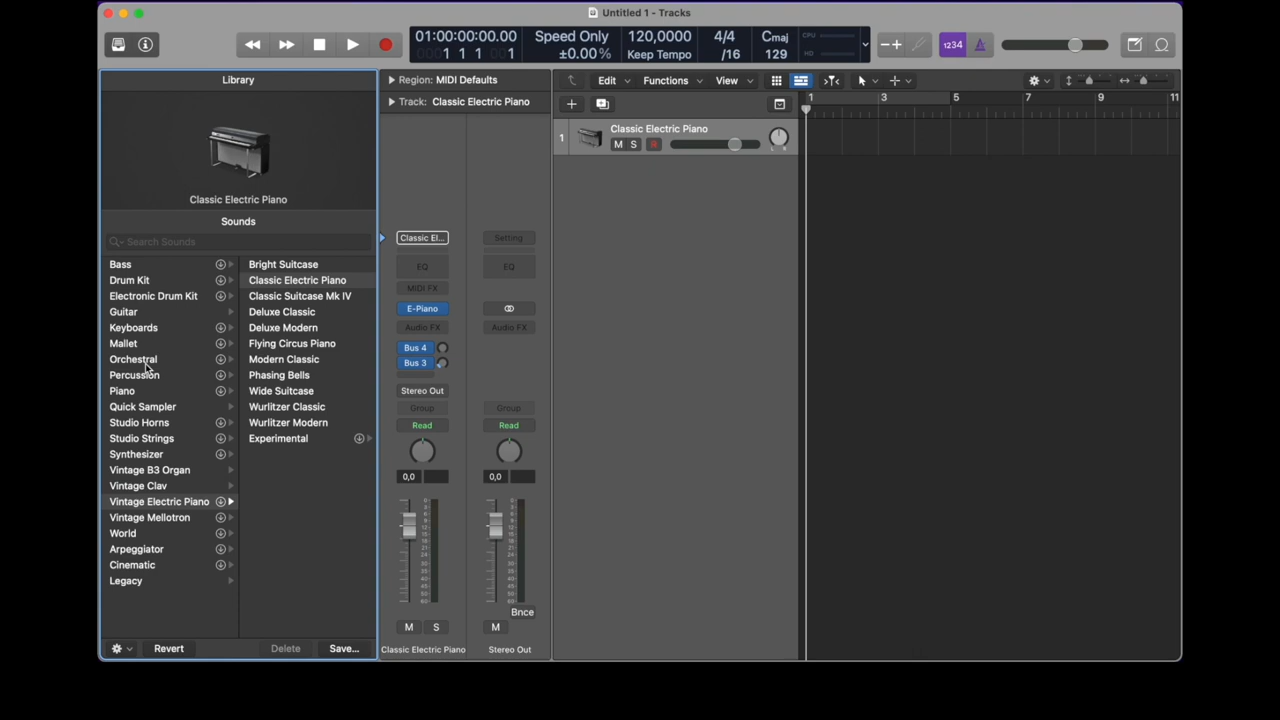 Untitled 1 - Tracks
01:00:00:00.00
1 1 1 1
Speed Only
±0.00%
120,0000
Keep Tempo
4/4
/16
Cmaj
129
CPU
HD
1234
Library
Classic Electric Piano
Sounds
Search Sounds
Bass
Drum Kit
Electronic Drum Kit
Guitar
Keyboards
Mallet
Orchestral
Percussion
Piano
Quick Sampler
Studio Horns
Studio Strings
Synthesizer
Vintage B3 Organ
Vintage Clav
Vintage Electric Piano
Vintage Mellotron
World
Arpeggiator
Cinematic
Legacy
Bright Suitcase
Classic Electric Piano
Classic Suitcase Mk IV
Deluxe Classic
Deluxe Modern
Flying Circus Piano
Modern Classic
Phasing Bells
Wide Suitcase
Wurlitzer Classic
Wurlitzer Modern
Experimental
Revert
Delete
Save...
Region: MIDI Defaults
Track: Classic Electric Piano
Classic El...
EQ
MIDI FX
E-Piano
Audio FX
Bus 4
Bus 3
Stereo Out
Group
Read
0,0
M S
Classic Electric Piano
Setting
EQ
Audio FX
Group
Read
0,0
Bnce
M
Stereo Out
Edit
Functions
View
1 3 5 7 9 11
1
Classic Electric Piano
M S R
L R